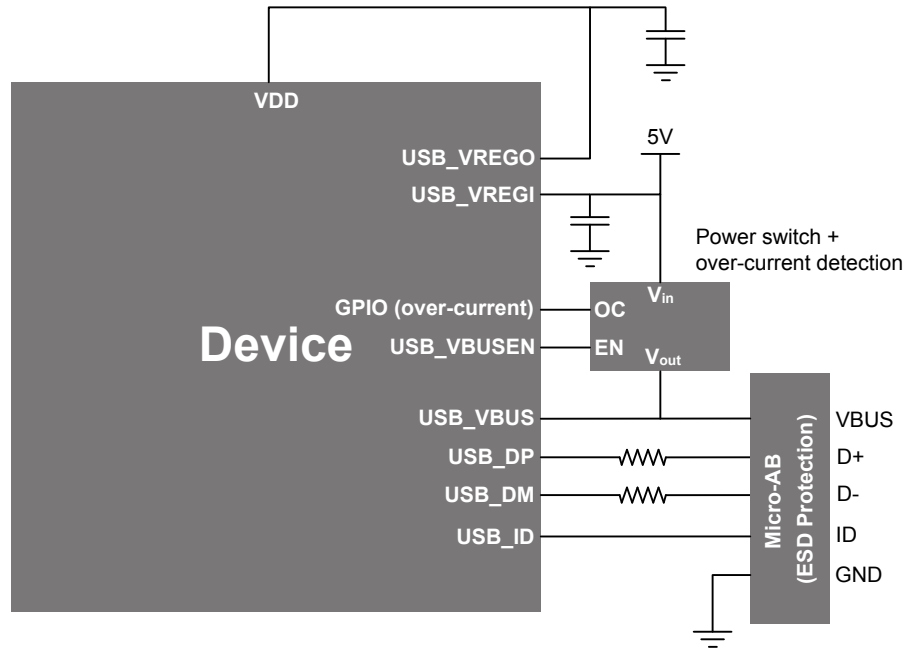 VDD
USB_VREGO
5V
USB_VREGI
Power switch +
over-current detection
Vin
GPIO (over-current)
OC
Device
USB_VBUSEN
EN
Vout
USB_VBUS
VBUS
USB_DP
D+
USB_DM
D-
USB_ID
ID
GND
Micro-AB
(ESD Protection)